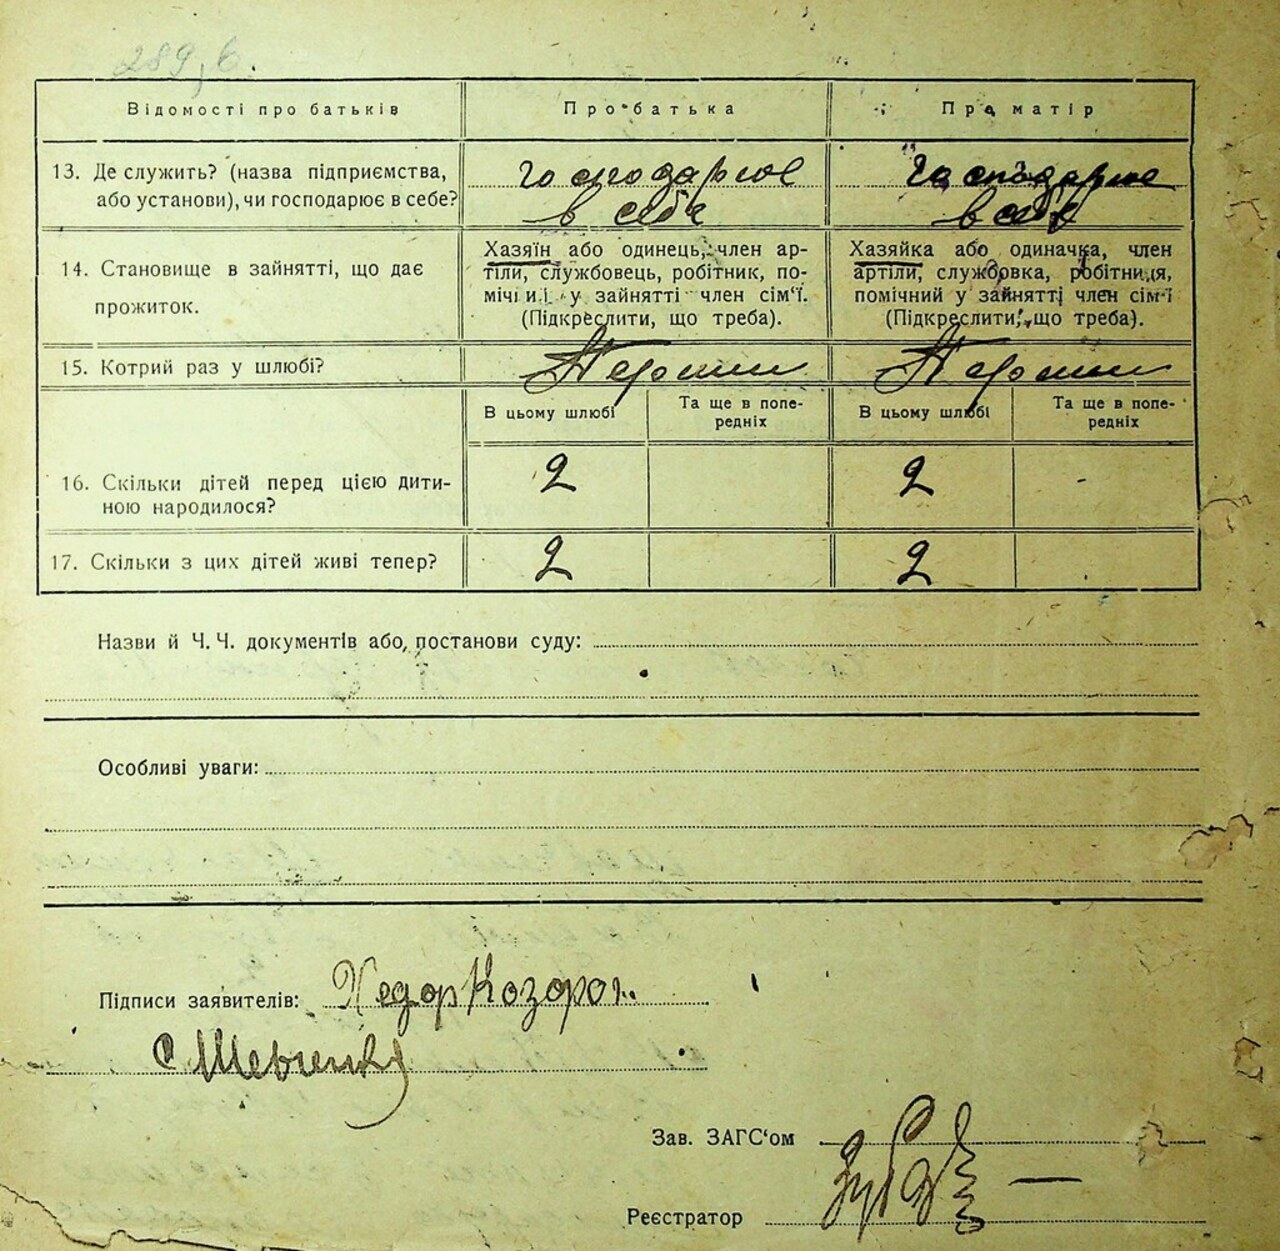 289, б.
Відомості про батьків Про батька Про матір
13. Де служить? (назва підприємства, або установи), чи господарює в себе?
господарює
в себе
господарює
в себе
14. Становище в зайнятті, що дає прожиток.
Хазяїн або одинець, член ар-
тіли, службовець, робітник, по-
мічний у зайнятті член сім'ї.
(Підкреслити, що треба).
Хазяйка або одиначка, член
артіли, службовка, робітниця,
помічний у зайнятті член сім'ї
(Підкреслити, що треба).
15. Котрий раз у шлюбі? Перший Перший
В цьому шлюбі Та ще в попе-
редніх В цьому шлюбі Та ще в попе-
редніх
16. Скільки дітей перед цією дити-
ною народилося? 2 2 -
17. Скільки з цих дітей живі тепер? 2 2
Назви й Ч. Ч. документів або постанови суду:
Особливі уваги:
Підписи заявителів: Хедор
С Шевченко
Зав. ЗАГС'ом
Реєстратор